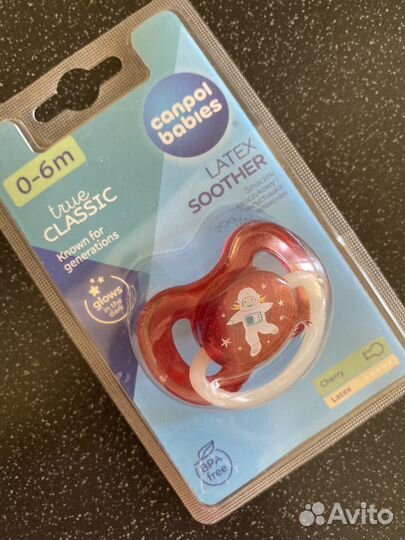 canpol
babies
0-6m
LATEX
SOOTHER
true
CLASSIC
Known for
generations
glows
in the
dark
Cherry
Latex
BPA
free
Avito